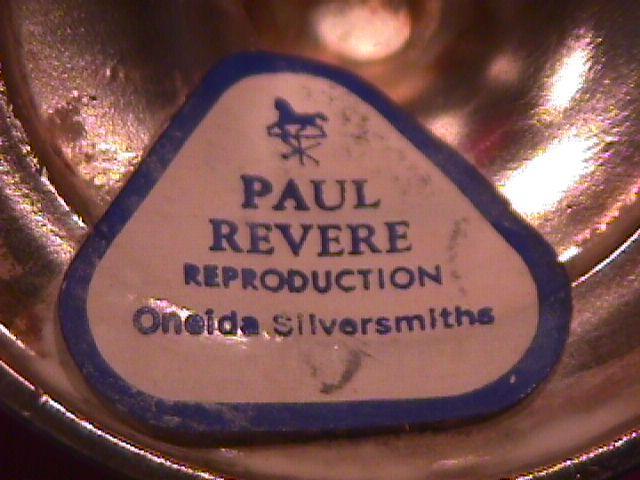 PAUL
REVERE
REPRODUCTION
Oneida Silversmiths